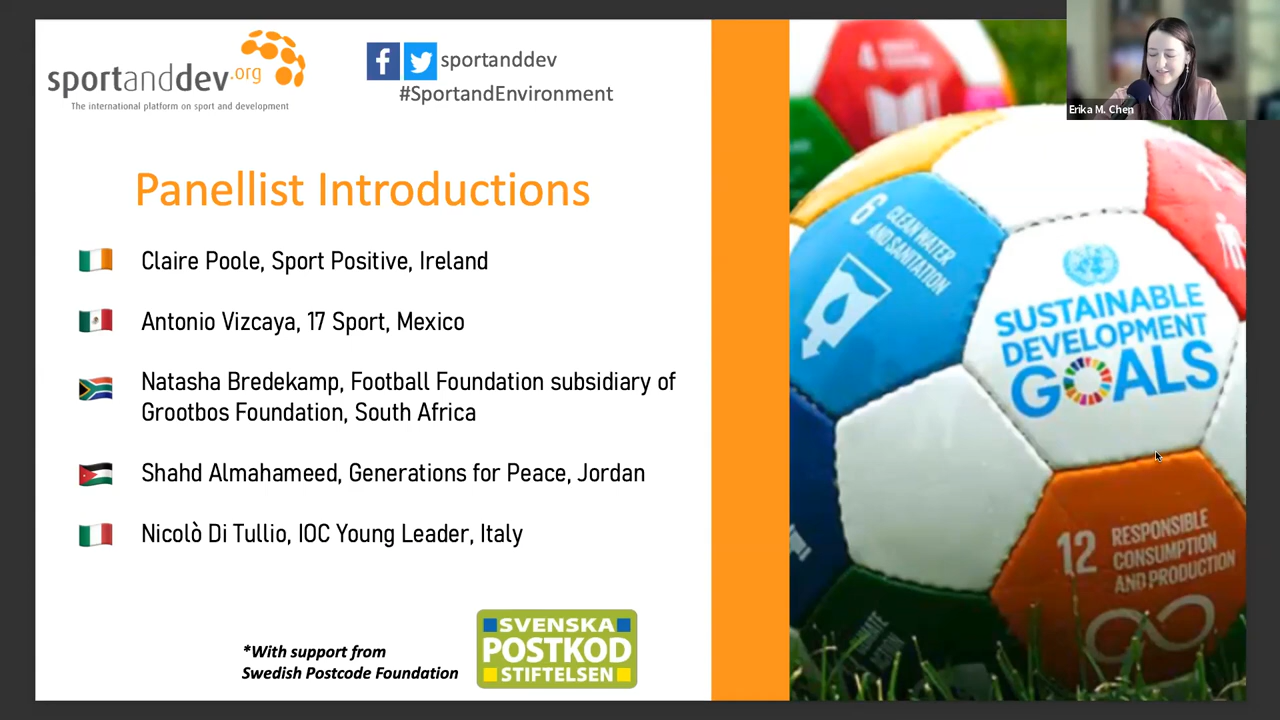 sportanddev.org
The international platform on sport and development
sportanddev
#SportandEnvironment
Erika M. Chen
Panellist Introductions
Claire Poole, Sport Positive, Ireland
Antonio Vizcaya, 17 Sport, Mexico
Natasha Bredekamp, Football Foundation subsidiary of
Grootbos Foundation, South Africa
Shahd Almahameed, Generations for Peace, Jordan
Nicolò Di Tullio, IOC Young Leader, Italy
*With support from
Swedish Postcode Foundation
SVENSKA
POSTKOD
STIFTELSEN
4
6 CLEAN WATER
AND SANITATION
SUSTAINABLE
DEVELOPMENT
GOALS
12 RESPONSIBLE
CONSUMPTION
AND PRODUCTION